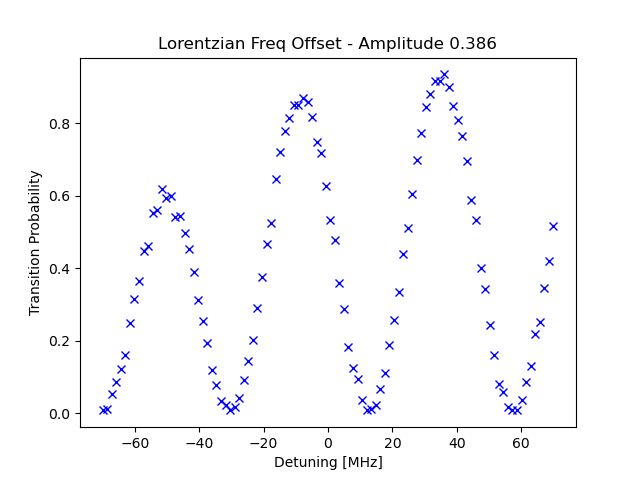 Lorentzian Freq Offset - Amplitude 0.386
Transition Probability
0.8
0.6
0.4
0.2
0.0
−60 −40 −20 0 20 40 60
Detuning [MHz]